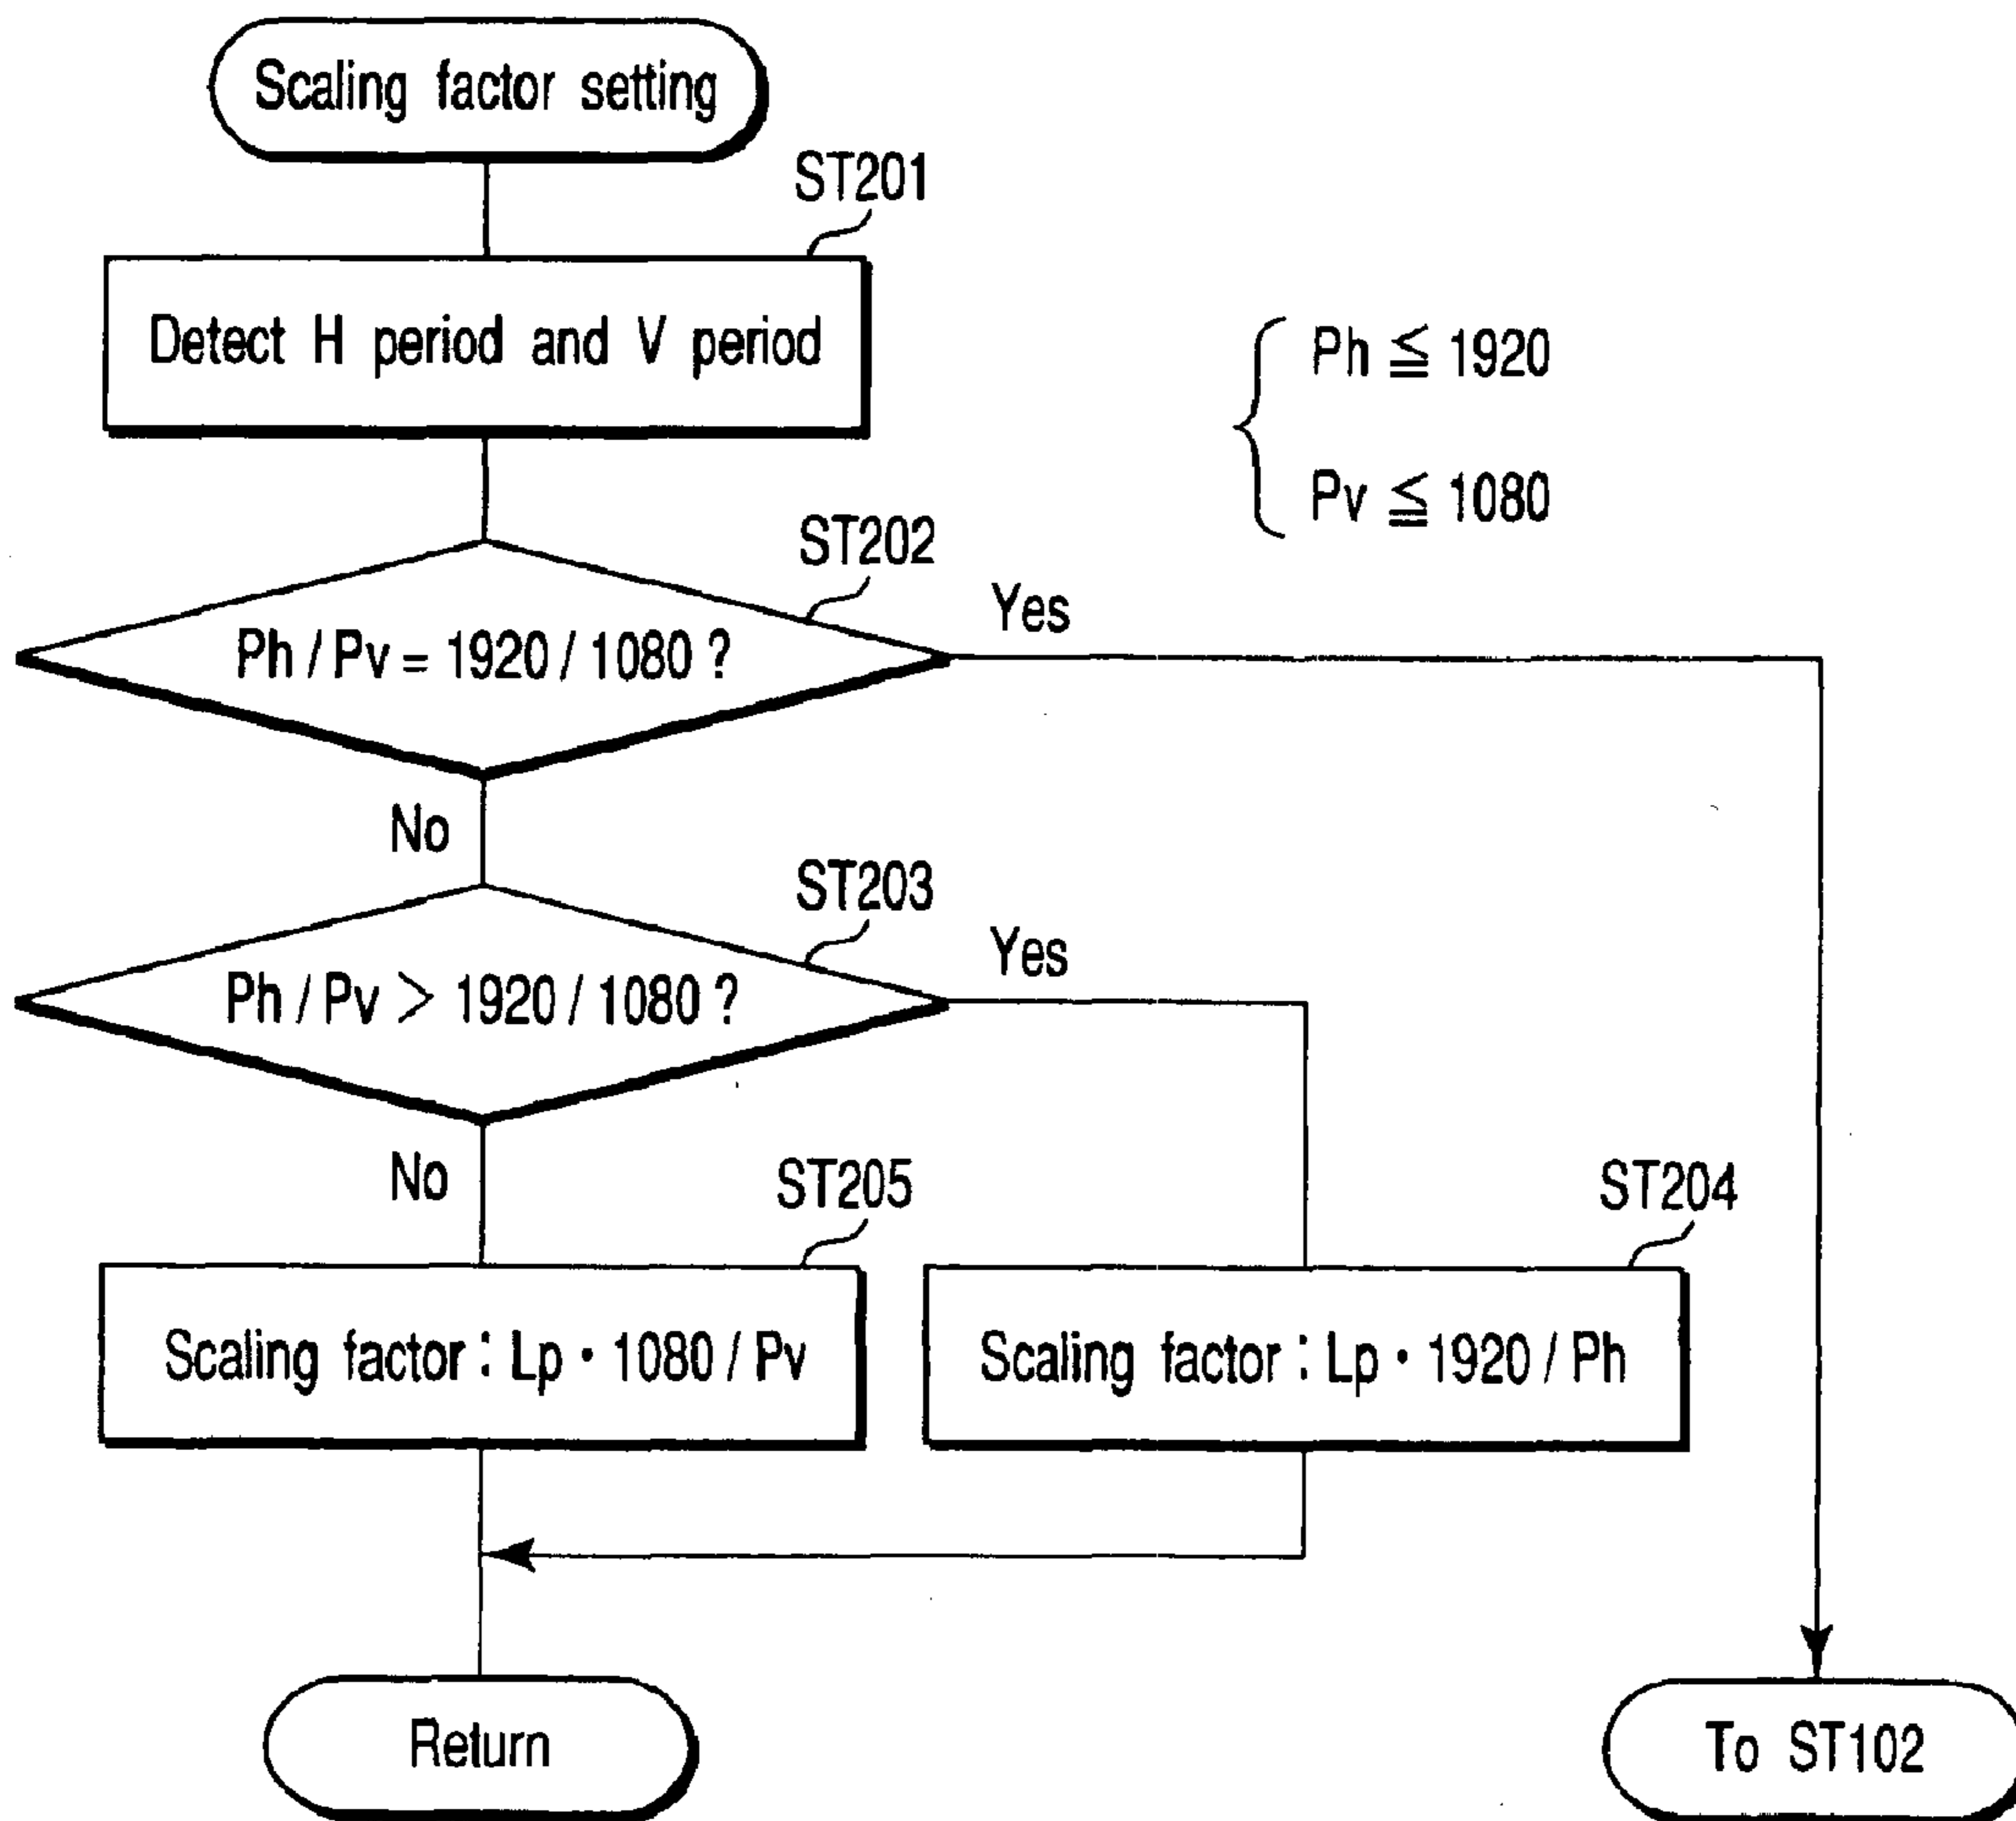 Scaling factor setting
ST201
Detect H period and V period
Ph ≦ 1920
Pv ≦ 1080
ST202
Ph / Pv = 1920 / 1080 ?
Yes
No
ST203
Ph / Pv > 1920 / 1080 ?
Yes
No
ST205
Scaling factor : Lp · 1080 / Pv
ST204
Scaling factor : Lp · 1920 / Ph
Return
To ST102